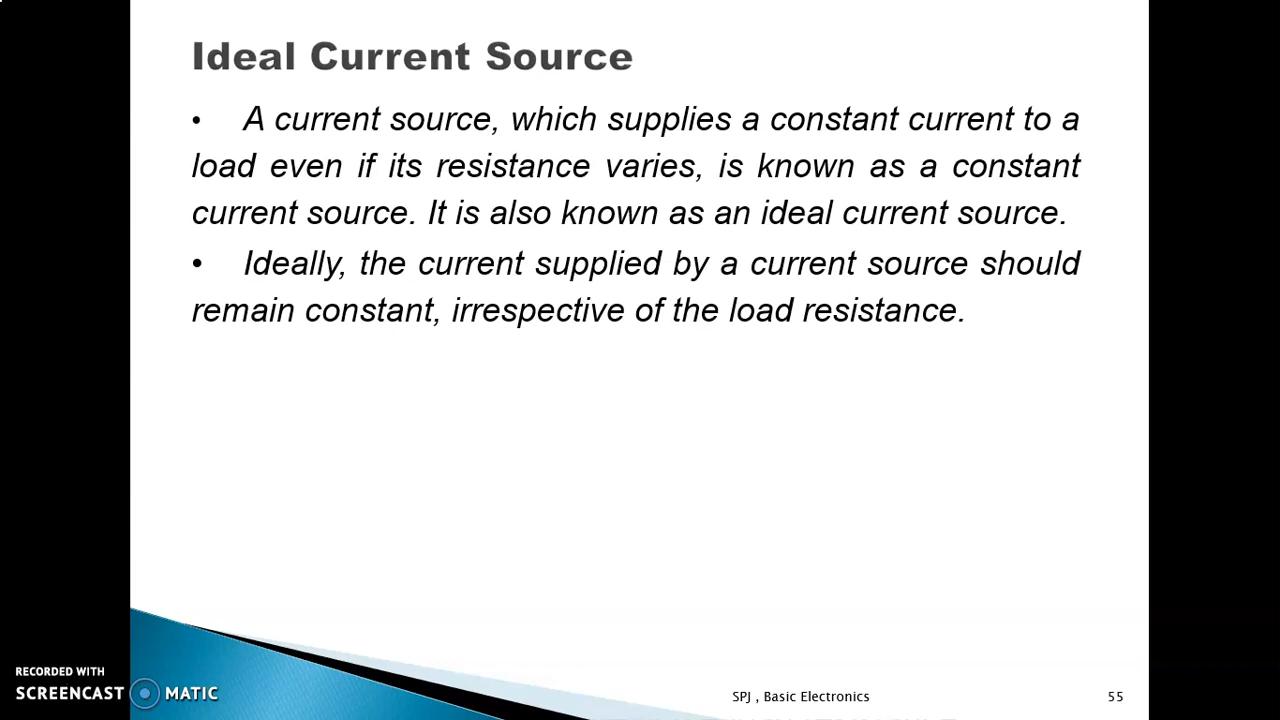 Ideal Current Source
• A current source, which supplies a constant current to a
load even if its resistance varies, is known as a constant
current source. It is also known as an ideal current source.
• Ideally, the current supplied by a current source should
remain constant, irrespective of the load resistance.
RECORDED WITH
SCREENCAST MATIC
SPJ , Basic Electronics
55